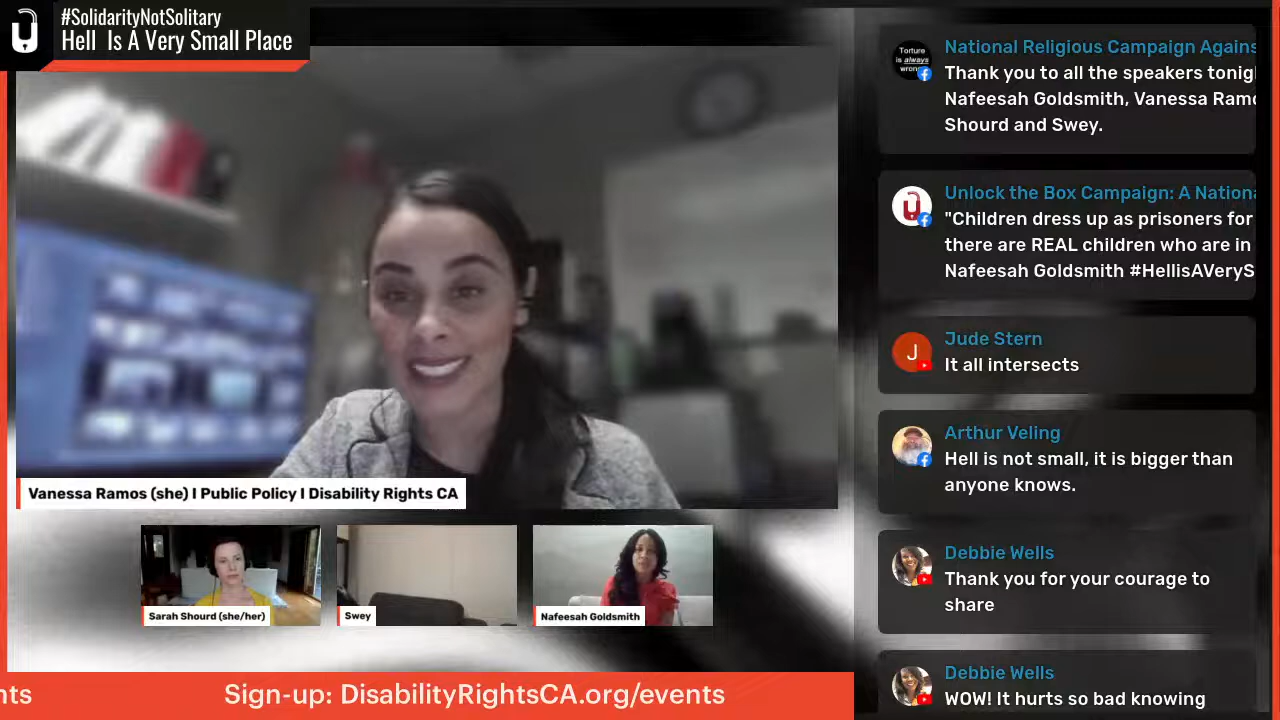 #SolidarityNotSolitary
Hell Is A Very Small Place
Vanessa Ramos (she) I Public Policy I Disability Rights CA
Sarah Shourd (she/her)
Swey
Nafeesah Goldsmith
Sign-up: DisabilityRightsCA.org/events
Torture
is always
wrong
National Religious Campaign Agains
Thank you to all the speakers tonig
Nafeesah Goldsmith, Vanessa Ram
Shourd and Swey.
Unlock the Box Campaign: A Nationa
"Children dress up as prisoners for
there are REAL children who are in
Nafeesah Goldsmith #HellisAVeryS
J
Jude Stern
It all intersects
Arthur Veling
Hell is not small, it is bigger than
anyone knows.
Debbie Wells
Thank you for your courage to
share
Debbie Wells
WOW! It hurts so bad knowing